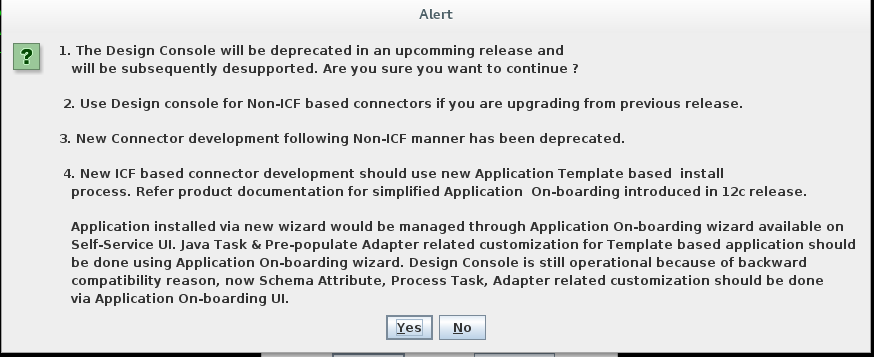 Alert
?
1. The Design Console will be deprecated in an upcomming release and
will be subsequently desupported. Are you sure you want to continue ?
2. Use Design console for Non-ICF based connectors if you are upgrading from previous release.
3. New Connector development following Non-ICF manner has been deprecated.
4. New ICF based connector development should use new Application Template based  install
process. Refer product documentation for simplified Application  On-boarding introduced in 12c release.
Application installed via new wizard would be managed through Application On-boarding wizard available on
Self-Service UI. Java Task & Pre-populate Adapter related customization for Template based application should
be done using Application On-boarding wizard. Design Console is still operational because of backward
compatibility reason, now Schema Attribute, Process Task, Adapter related customization should be done
via Application On-boarding UI.
Yes No